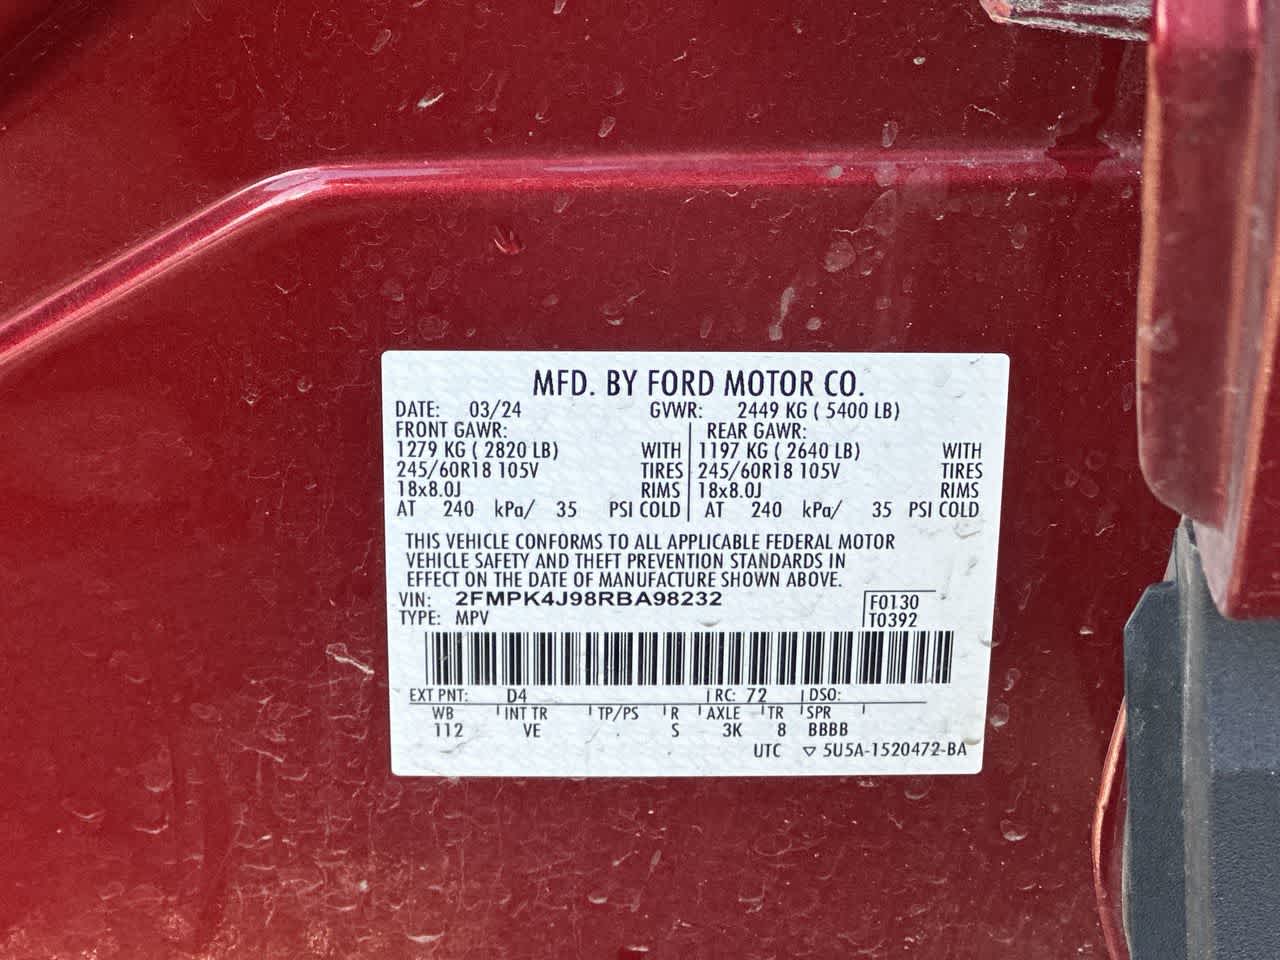 MFD. BY FORD MOTOR CO.
DATE: 03/24 GVWR: 2449 KG ( 5400 LB)
FRONT GAWR: REAR GAWR:
1279 KG ( 2820 LB) WITH 1197 KG ( 2640 LB) WITH
245/60R18 105V TIRES 245/60R18 105V TIRES
18x8.0J RIMS 18x8.0J RIMS
AT 240 kPa/ 35 PSI COLD AT 240 kPa/ 35 PSI COLD
THIS VEHICLE CONFORMS TO ALL APPLICABLE FEDERAL MOTOR
VEHICLE SAFETY AND THEFT PREVENTION STANDARDS IN
EFFECT ON THE DATE OF MANUFACTURE SHOWN ABOVE.
VIN: 2FMPK4J98RBA98232 F0130
TYPE: MPV T0392
EXT PNT: D4 RC: 72 DSO:
WB INT TR TP/PS R AXLE TR SPR
112 VE S 3K 8 BBBB
UTC ▽ 5U5A-1520472-BA